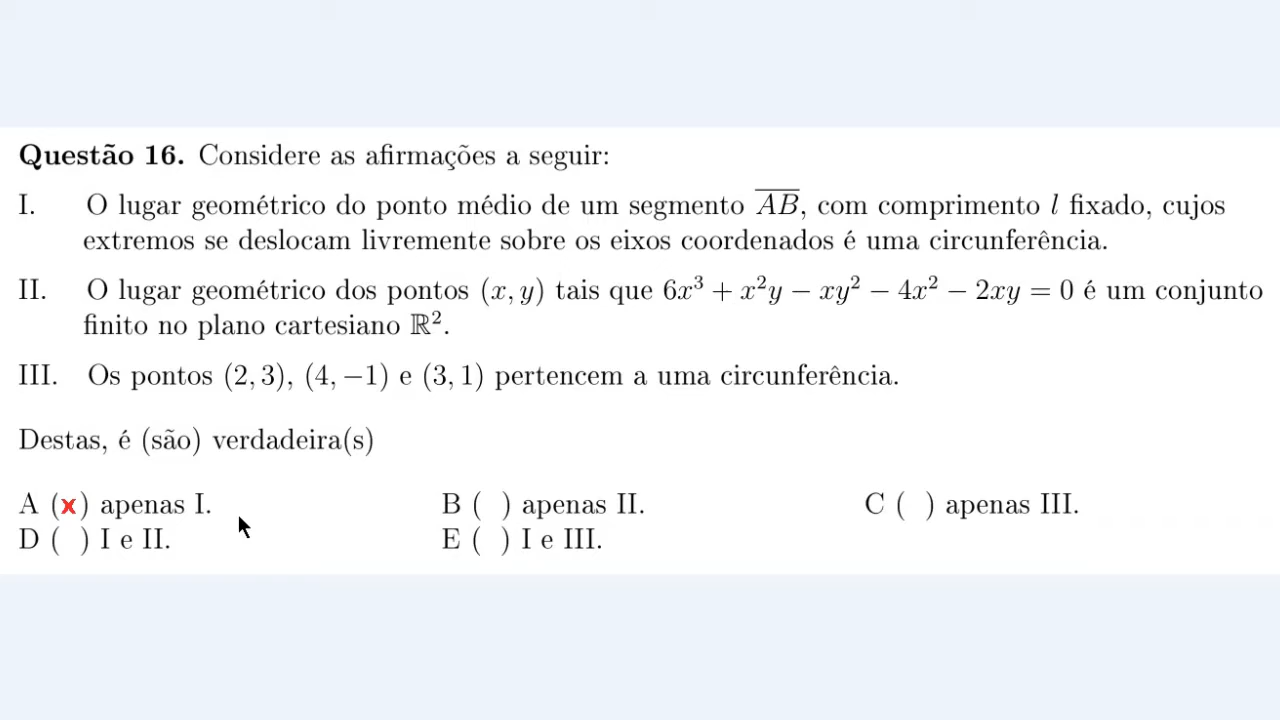 Questão 16. Considere as afirmações a seguir:
I. O lugar geométrico do ponto médio de um segmento \overline{AB}, com comprimento l fixado, cujos
extremos se deslocam livremente sobre os eixos coordenados é uma circunferência.
II. O lugar geométrico dos pontos (x, y) tais que 6x³ + x²y − xy² − 4x² − 2xy = 0 é um conjunto
finito no plano cartesiano ℝ².
III. Os pontos (2, 3), (4, −1) e (3, 1) pertencem a uma circunferência.
Destas, é (são) verdadeira(s)
A (x) apenas I. B ( ) apenas II. C ( ) apenas III.
D ( ) I e II. E ( ) I e III.